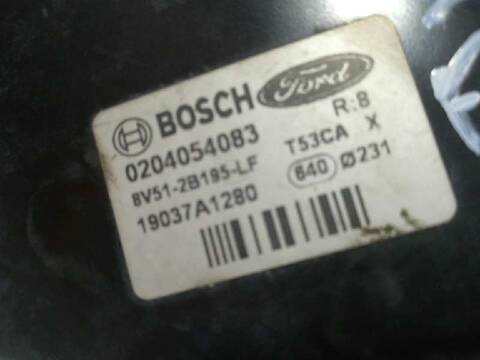 BOSCH Ford
R:8
0204054083 T53CA X
8V51-2B195-LF 640 Ø231
19037A1280